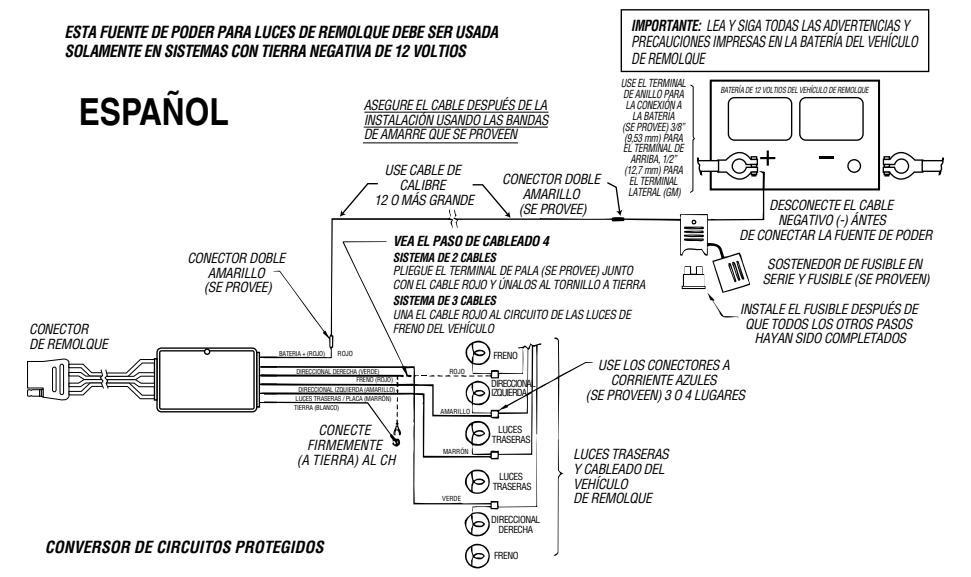 ESTA FUENTE DE PODER PARA LUCES DE REMOLQUE DEBE SER USADA
SOLAMENTE EN SISTEMAS CON TIERRA NEGATIVA DE 12 VOLTIOS
IMPORTANTE: LEA Y SIGA TODAS LAS ADVERTENCIAS Y
PRECAUCIONES IMPRESAS EN LA BATERÍA DEL VEHÍCULO
DE REMOLQUE
ESPAÑOL
ASEGURE EL CABLE DESPUÉS DE LA
INSTALACIÓN USANDO LAS BANDAS
DE AMARRE QUE SE PROVEEN
USE EL TERMINAL
DE ANILLO PARA
LA CONEXIÓN A
LA BATERÍA
(SE PROVEE) 3/8"
(9,53 mm) PARA
EL TERMINAL DE
ARRIBA, 1/2"
(12,7 mm) PARA
EL TERMINAL
LATERAL (GM)
BATERÍA DE 12 VOLTIOS DEL VEHÍCULO DE REMOLQUE
+
−
USE CABLE DE
CALIBRE
12 O MÁS GRANDE
CONECTOR DOBLE
AMARILLO
(SE PROVEE)
DESCONECTE EL CABLE
NEGATIVO (-) ÁNTES
DE CONECTAR LA FUENTE DE PODER
VEA EL PASO DE CABLEADO 4
SISTEMA DE 2 CABLES
PLIEGUE EL TERMINAL DE PALA (SE PROVEE) JUNTO
CON EL CABLE ROJO Y ÚNALOS AL TORNILLO A TIERRA
SISTEMA DE 3 CABLES
UNA EL CABLE ROJO AL CIRCUITO DE LAS LUCES DE
FRENO DEL VEHÍCULO
CONECTOR DOBLE
AMARILLO
(SE PROVEE)
SOSTENEDOR DE FUSIBLE EN
SERIE Y FUSIBLE (SE PROVEEN)
INSTALE EL FUSIBLE DESPUÉS DE
QUE TODOS LOS OTROS PASOS
HAYAN SIDO COMPLETADOS
CONECTOR
DE REMOLQUE
BATERIA + (ROJO)
ROJO
DIRECCIONAL DERECHA (VERDE)
FRENO (ROJO)
DIRECCIONAL IZQUIERDA (AMARILLO)
LUCES TRASERAS / PLACA (MARRÓN)
TIERRA (BLANCO)
ROJO
AMARILLO
MARRÓN
VERDE
FRENO
DIRECCIONAL
IZQUIERDA
LUCES
TRASERAS
LUCES
TRASERAS
DIRECCIONAL
DERECHA
FRENO
USE LOS CONECTORES A
CORRIENTE AZULES
(SE PROVEEN) 3 O 4 LUGARES
CONECTE
FIRMEMENTE
(A TIERRA) AL CH
LUCES TRASERAS
Y CABLEADO DEL
VEHÍCULO
DE REMOLQUE
CONVERSOR DE CIRCUITOS PROTEGIDOS